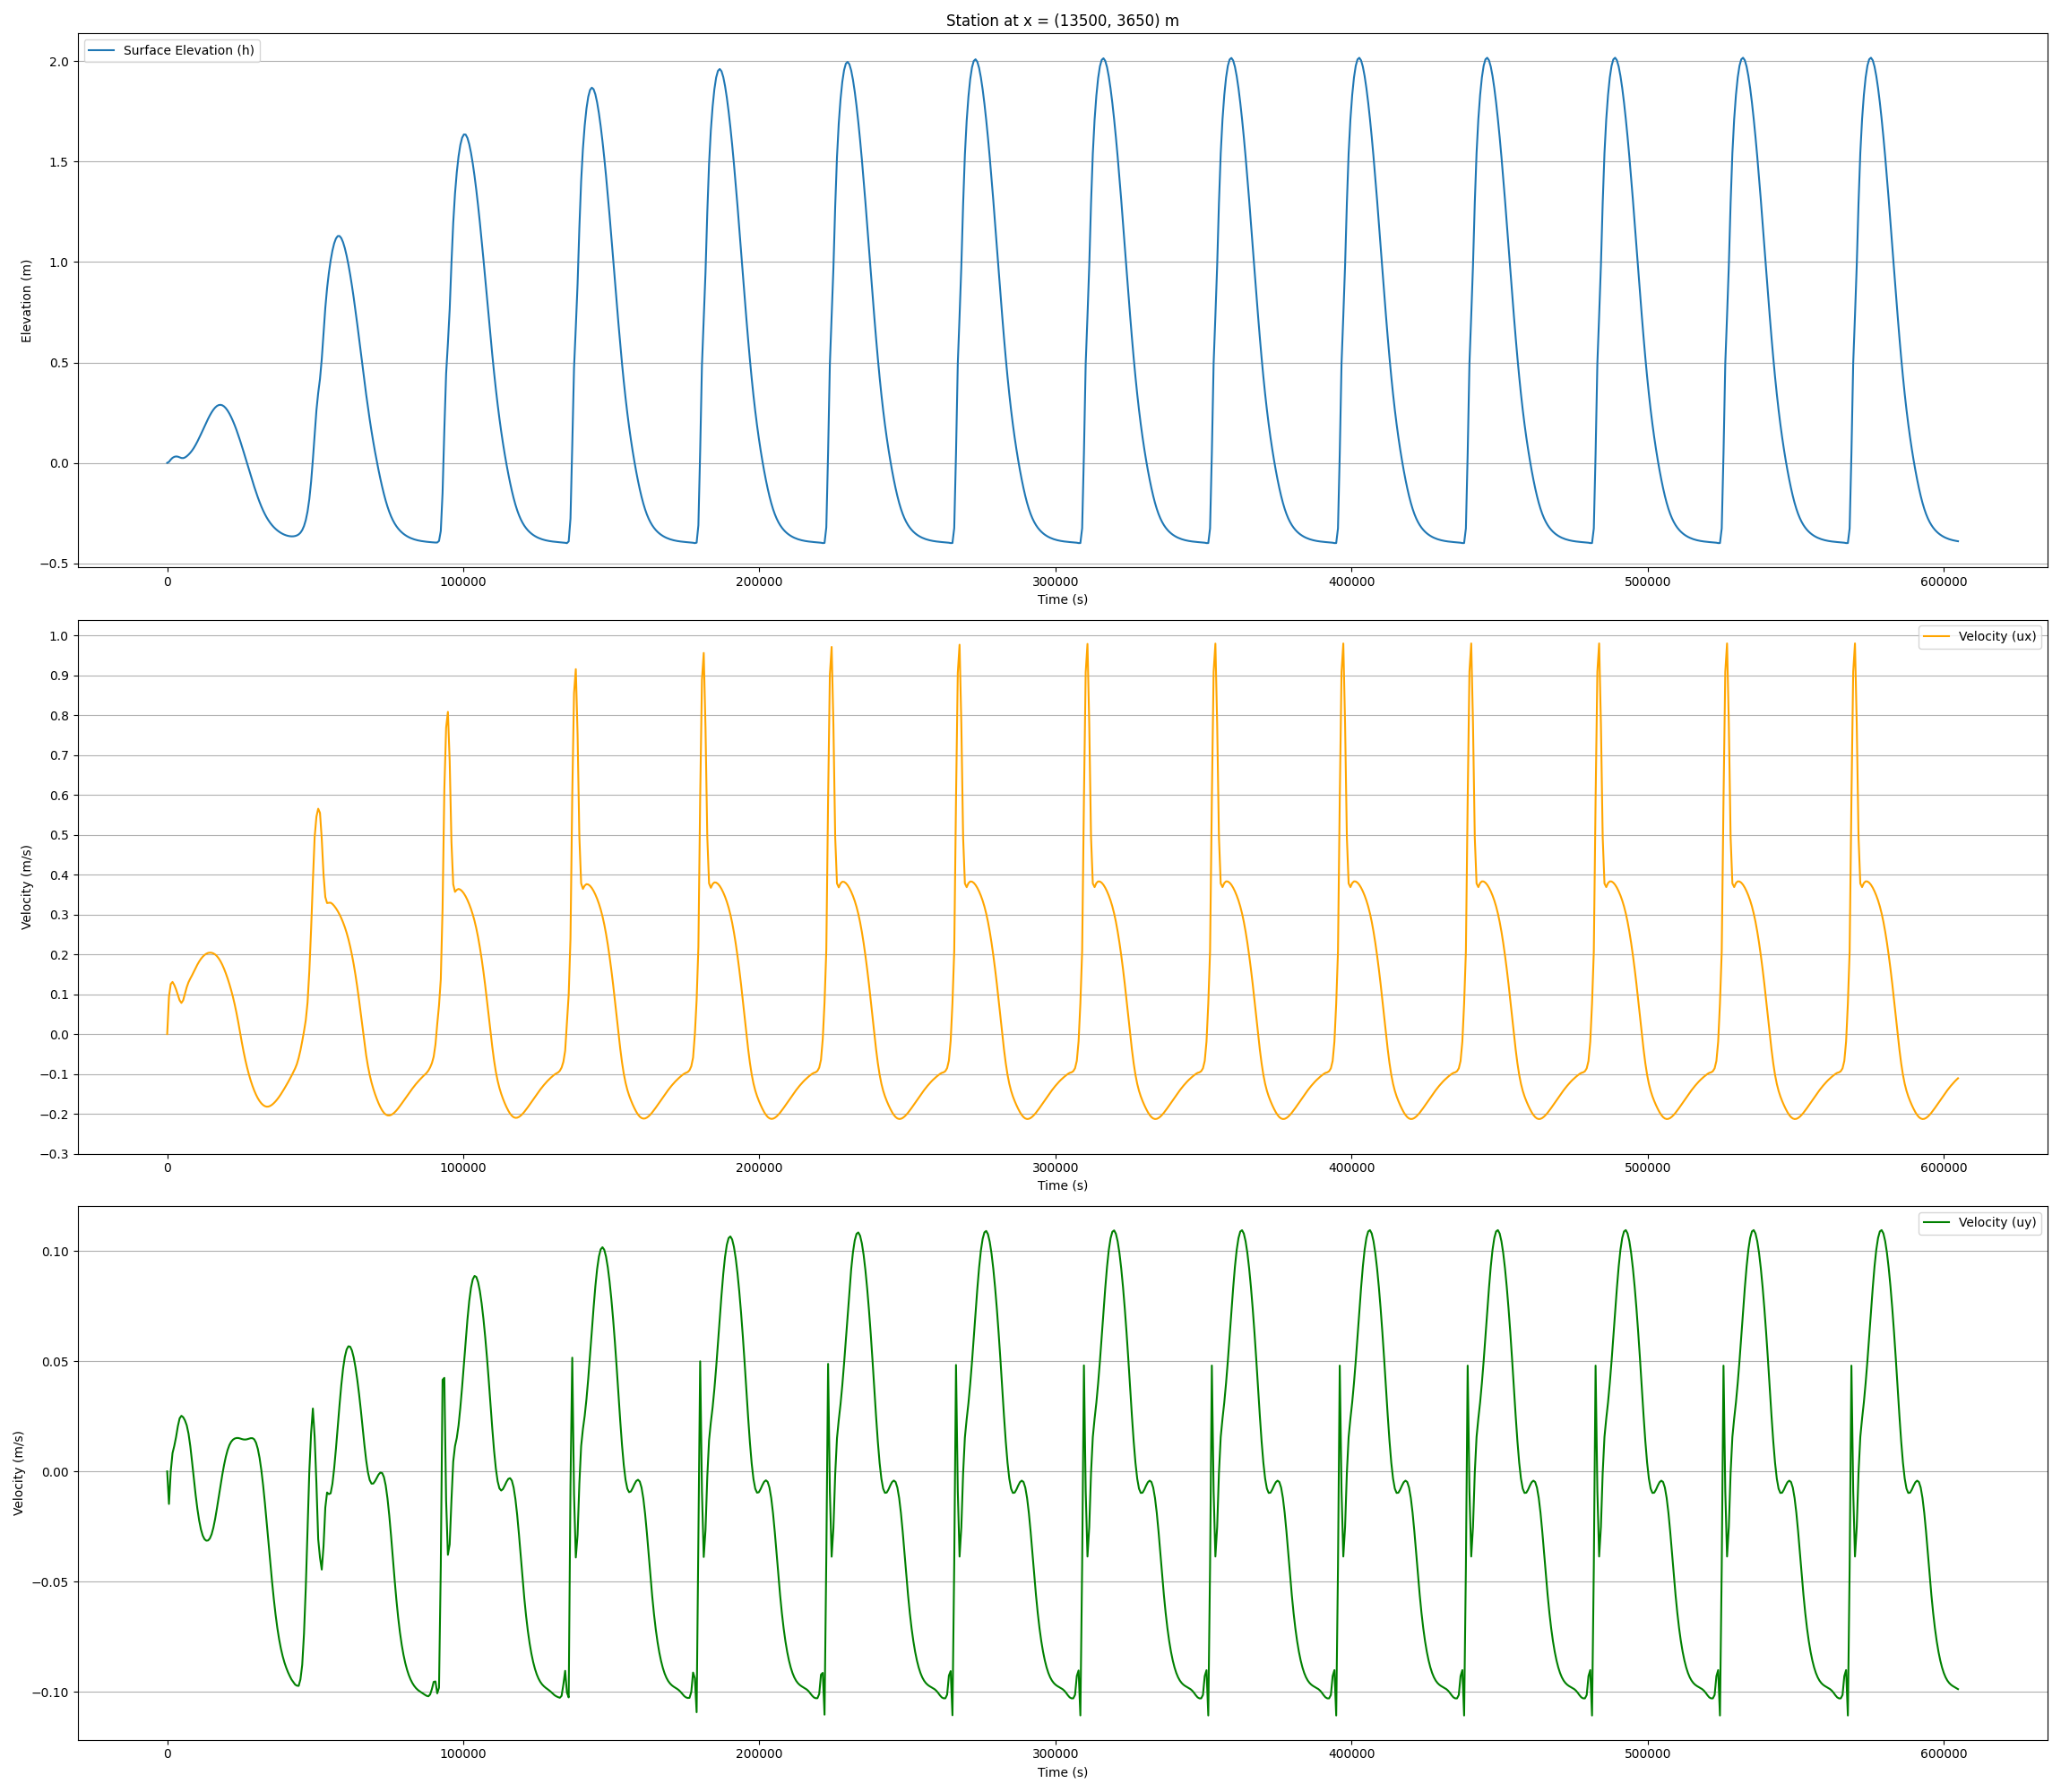 Station at x = (13500, 3650) m
Surface Elevation (h)
Elevation (m)
2.0
1.5
1.0
0.5
0.0
−0.5
0 100000 200000 300000 400000 500000 600000
Time (s)
Velocity (ux)
Velocity (m/s)
1.0
0.9
0.8
0.7
0.6
0.5
0.4
0.3
0.2
0.1
0.0
−0.1
−0.2
−0.3
0 100000 200000 300000 400000 500000 600000
Time (s)
Velocity (uy)
Velocity (m/s)
0.10
0.05
0.00
−0.05
−0.10
0 100000 200000 300000 400000 500000 600000
Time (s)